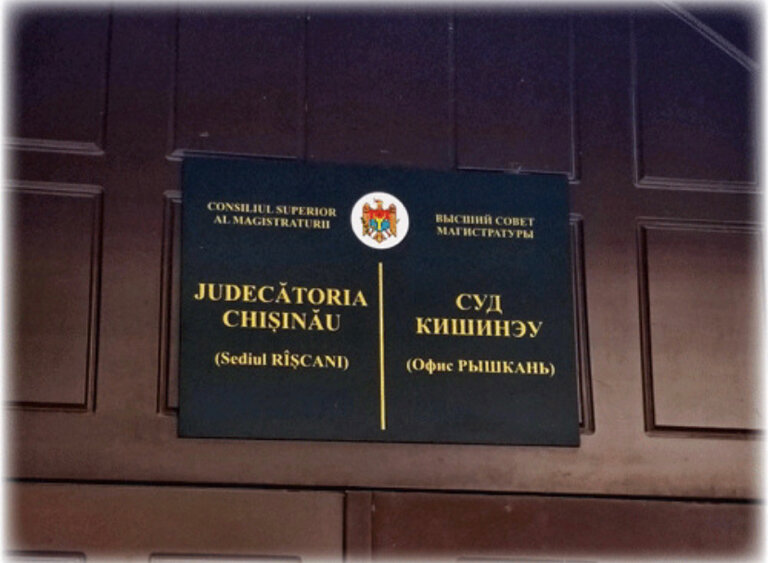 CONSILIUL SUPERIOR
AL MAGISTRATURII
JUDECĂTORIA
CHIȘINĂU
(Sediul RÎȘCANI)
ВЫСШИЙ СОВЕТ
МАГИСТРАТУРЫ
СУД
КИШИНЭУ
(Офис РЫШКАНЬ)